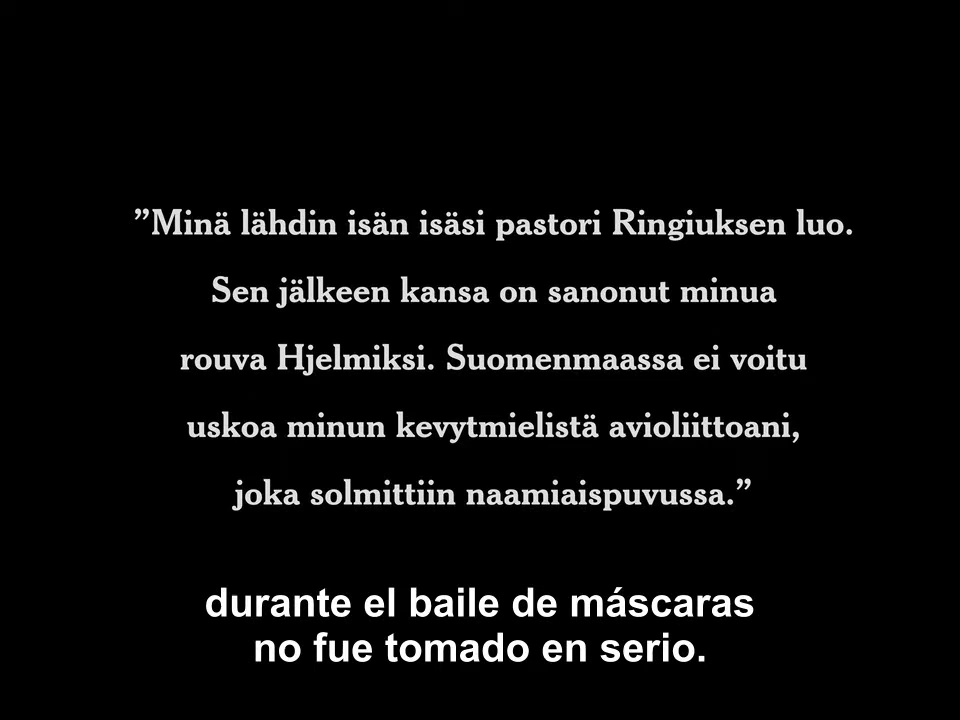 ”Minä lähdin isän isäsi pastori Ringiuksen luo.
Sen jälkeen kansa on sanonut minua
rouva Hjelmiksi. Suomenmaassa ei voitu
uskoa minun kevytmielistä avioliittoani,
joka solmittiin naamiaispuvussa.”
durante el baile de máscaras
no fue tomado en serio.